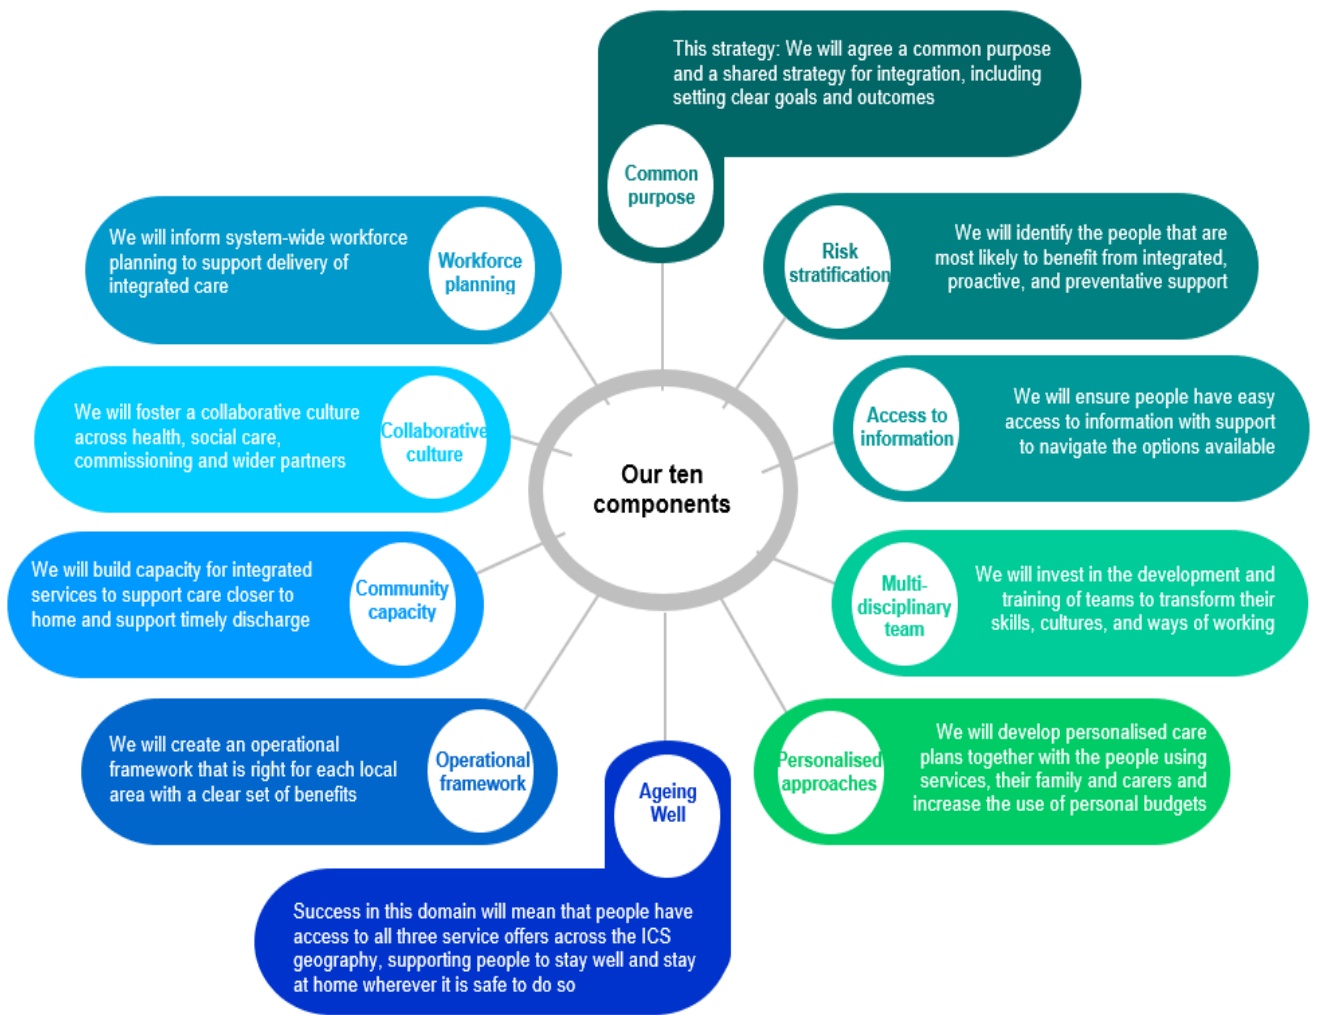 This strategy: We will agree a common purpose
and a shared strategy for integration, including
setting clear goals and outcomes
Common
purpose
We will identify the people that are
most likely to benefit from integrated,
proactive, and preventative support
Risk
stratification
We will ensure people have easy
access to information with support
to navigate the options available
Access to
information
We will invest in the development and
training of teams to transform their
skills, cultures, and ways of working
Multi-
disciplinary
team
We will develop personalised care
plans together with the people using
services, their family and carers and
increase the use of personal budgets
Personalised
approaches
Ageing
Well
Success in this domain will mean that people have
access to all three service offers across the ICS
geography, supporting people to stay well and stay
at home wherever it is safe to do so
We will create an operational
framework that is right for each local
area with a clear set of benefits
Operational
framework
We will build capacity for integrated
services to support care closer to
home and support timely discharge
Community
capacity
We will foster a collaborative culture
across health, social care,
commissioning and wider partners
Collaborative
culture
We will inform system-wide workforce
planning to support delivery of
integrated care
Workforce
planning
Our ten
components